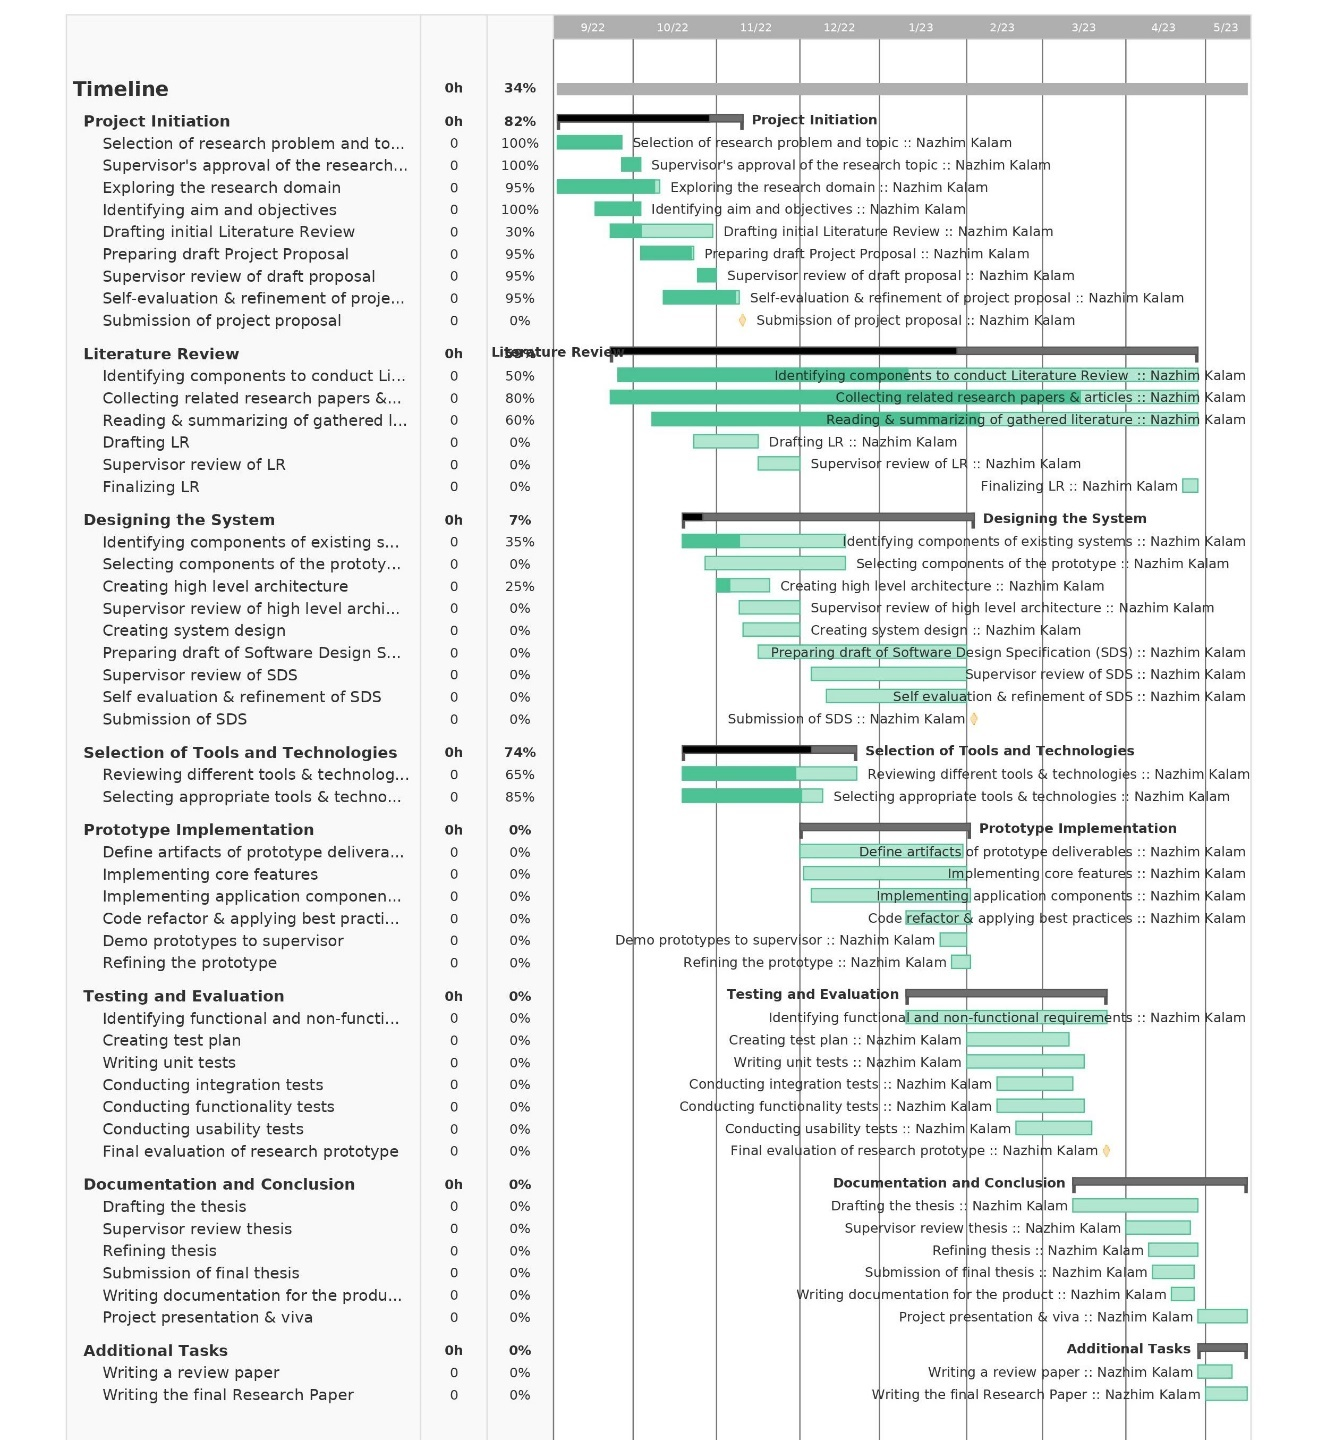 9/22 10/22 11/22 12/22 1/23 2/23 3/23 4/23 5/23
Timeline 0h 34%
Project Initiation 0h 82% Project Initiation
Selection of research problem and to... 0 100% Selection of research problem and topic :: Nazhim Kalam
Supervisor's approval of the research... 0 100% Supervisor's approval of the research topic :: Nazhim Kalam
Exploring the research domain 0 95% Exploring the research domain :: Nazhim Kalam
Identifying aim and objectives 0 100% Identifying aim and objectives :: Nazhim Kalam
Drafting initial Literature Review 0 30% Drafting initial Literature Review :: Nazhim Kalam
Preparing draft Project Proposal 0 95% Preparing draft Project Proposal :: Nazhim Kalam
Supervisor review of draft proposal 0 95% Supervisor review of draft proposal :: Nazhim Kalam
Self-evaluation & refinement of proje... 0 95% Self-evaluation & refinement of project proposal :: Nazhim Kalam
Submission of project proposal 0 0% Submission of project proposal :: Nazhim Kalam
Literature Review 0h Literature Review
Identifying components to conduct Li... 0 50% Identifying components to conduct Literature Review :: Nazhim Kalam
Collecting related research papers &... 0 80% Collecting related research papers & articles :: Nazhim Kalam
Reading & summarizing of gathered l... 0 60% Reading & summarizing of gathered literature :: Nazhim Kalam
Drafting LR 0 0% Drafting LR :: Nazhim Kalam
Supervisor review of LR 0 0% Supervisor review of LR :: Nazhim Kalam
Finalizing LR 0 0% Finalizing LR :: Nazhim Kalam
Designing the System 0h 7% Designing the System
Identifying components of existing s... 0 35% Identifying components of existing systems :: Nazhim Kalam
Selecting components of the prototy... 0 0% Selecting components of the prototype :: Nazhim Kalam
Creating high level architecture 0 25% Creating high level architecture :: Nazhim Kalam
Supervisor review of high level archi... 0 0% Supervisor review of high level architecture :: Nazhim Kalam
Creating system design 0 0% Creating system design :: Nazhim Kalam
Preparing draft of Software Design S... 0 0% Preparing draft of Software Design Specification (SDS) :: Nazhim Kalam
Supervisor review of SDS 0 0% Supervisor review of SDS :: Nazhim Kalam
Self evaluation & refinement of SDS 0 0% Self evaluation & refinement of SDS :: Nazhim Kalam
Submission of SDS 0 0% Submission of SDS :: Nazhim Kalam
Selection of Tools and Technologies 0h 74% Selection of Tools and Technologies
Reviewing different tools & technolog... 0 65% Reviewing different tools & technologies :: Nazhim Kalam
Selecting appropriate tools & techno... 0 85% Selecting appropriate tools & technologies :: Nazhim Kalam
Prototype Implementation 0h 0% Prototype Implementation
Define artifacts of prototype delivera... 0 0% Define artifacts of prototype deliverables :: Nazhim Kalam
Implementing core features 0 0% Implementing core features :: Nazhim Kalam
Implementing application componen... 0 0% Implementing application components :: Nazhim Kalam
Code refactor & applying best practi... 0 0% Code refactor & applying best practices :: Nazhim Kalam
Demo prototypes to supervisor 0 0% Demo prototypes to supervisor :: Nazhim Kalam
Refining the prototype 0 0% Refining the prototype :: Nazhim Kalam
Testing and Evaluation 0h 0% Testing and Evaluation
Identifying functional and non-functi... 0 0% Identifying functional and non-functional requirements :: Nazhim Kalam
Creating test plan 0 0% Creating test plan :: Nazhim Kalam
Writing unit tests 0 0% Writing unit tests :: Nazhim Kalam
Conducting integration tests 0 0% Conducting integration tests :: Nazhim Kalam
Conducting functionality tests 0 0% Conducting functionality tests :: Nazhim Kalam
Conducting usability tests 0 0% Conducting usability tests :: Nazhim Kalam
Final evaluation of research prototype 0 0% Final evaluation of research prototype :: Nazhim Kalam
Documentation and Conclusion 0h 0% Documentation and Conclusion
Drafting the thesis 0 0% Drafting the thesis :: Nazhim Kalam
Supervisor review thesis 0 0% Supervisor review thesis :: Nazhim Kalam
Refining thesis 0 0% Refining thesis :: Nazhim Kalam
Submission of final thesis 0 0% Submission of final thesis :: Nazhim Kalam
Writing documentation for the produ... 0 0% Writing documentation for the product :: Nazhim Kalam
Project presentation & viva 0 0% Project presentation & viva :: Nazhim Kalam
Additional Tasks 0h 0% Additional Tasks
Writing a review paper 0 0% Writing a review paper :: Nazhim Kalam
Writing the final Research Paper 0 0% Writing the final Research Paper :: Nazhim Kalam